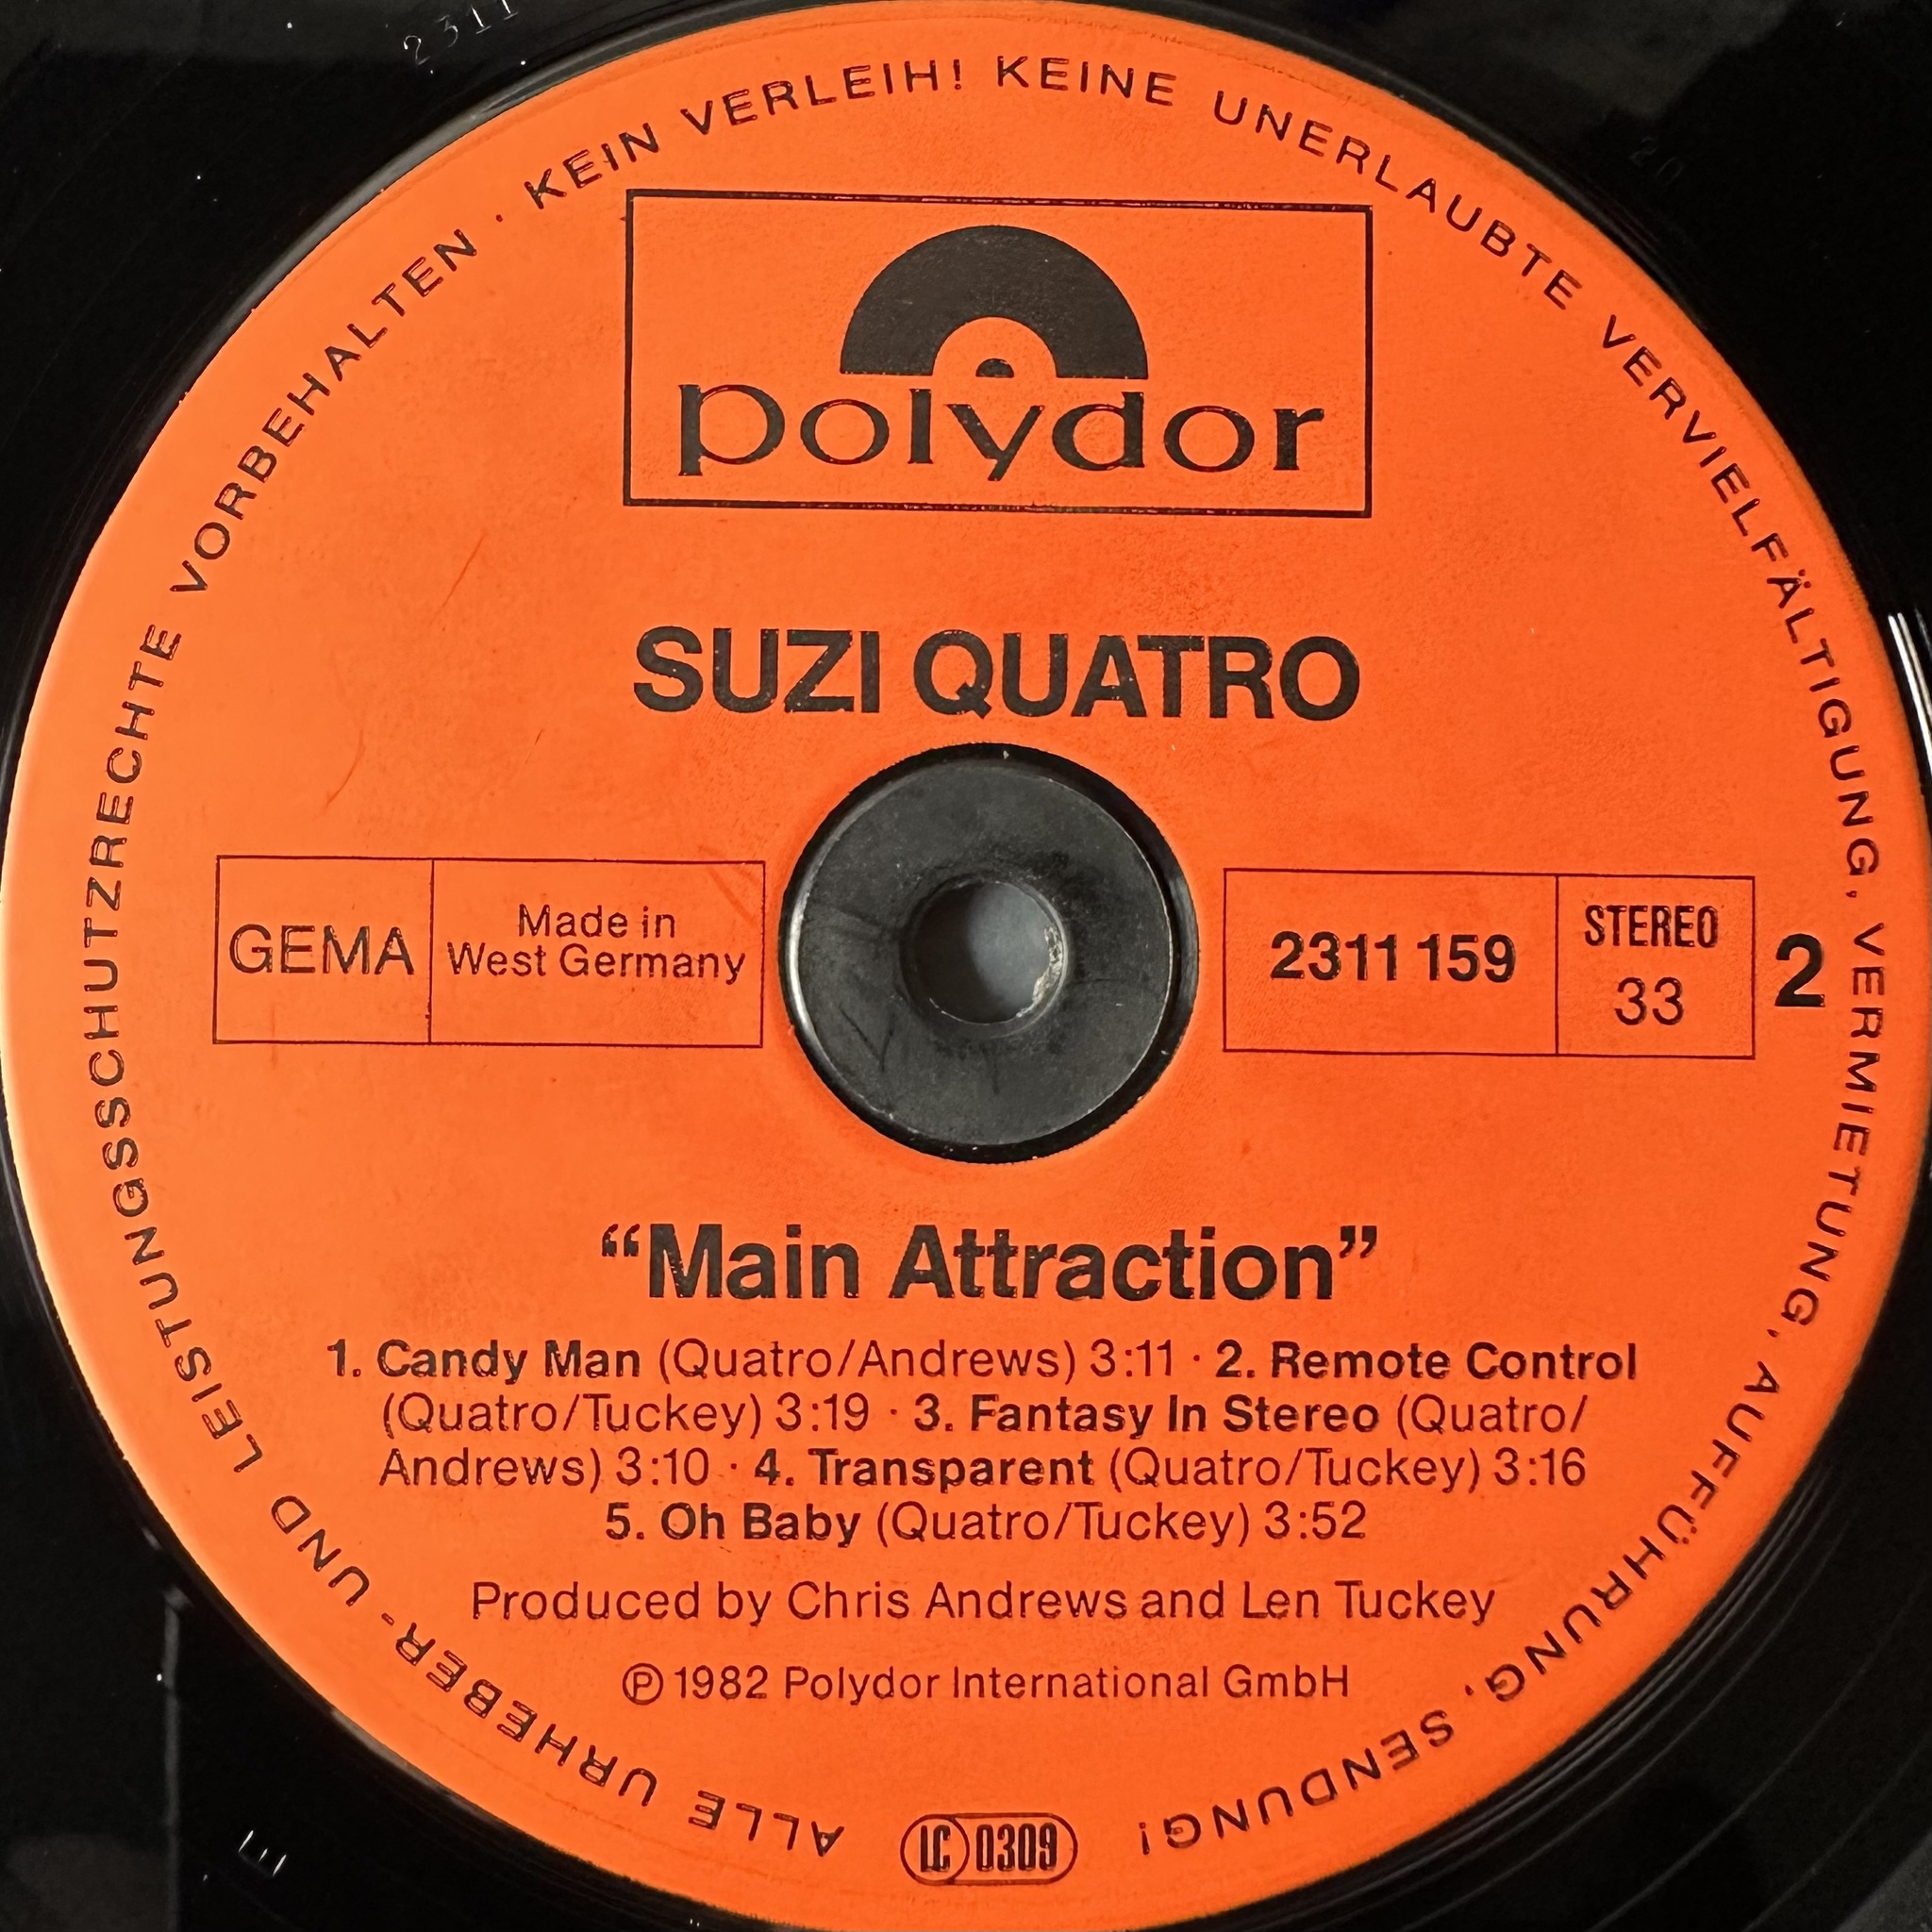 ALLE URHEBER- UND LEISTUNGSSCHUTZRECHTE VORBEHALTEN · KEIN VERLEIH! KEINE UNERLAUBTE VERVIELFÄLTIGUNG, VERMIETUNG, AUFFÜHRUNG, SENDUNG!
polydor
SUZI QUATRO
GEMA
Made in
West Germany
2311 159
STEREO
33
2
“Main Attraction”
1. Candy Man (Quatro/Andrews) 3:11 · 2. Remote Control
(Quatro/Tuckey) 3:19 · 3. Fantasy In Stereo (Quatro/
Andrews) 3:10 · 4. Transparent (Quatro/Tuckey) 3:16
5. Oh Baby (Quatro/Tuckey) 3:52
Produced by Chris Andrews and Len Tuckey
Ⓟ 1982 Polydor International GmbH
LC 0309
2311